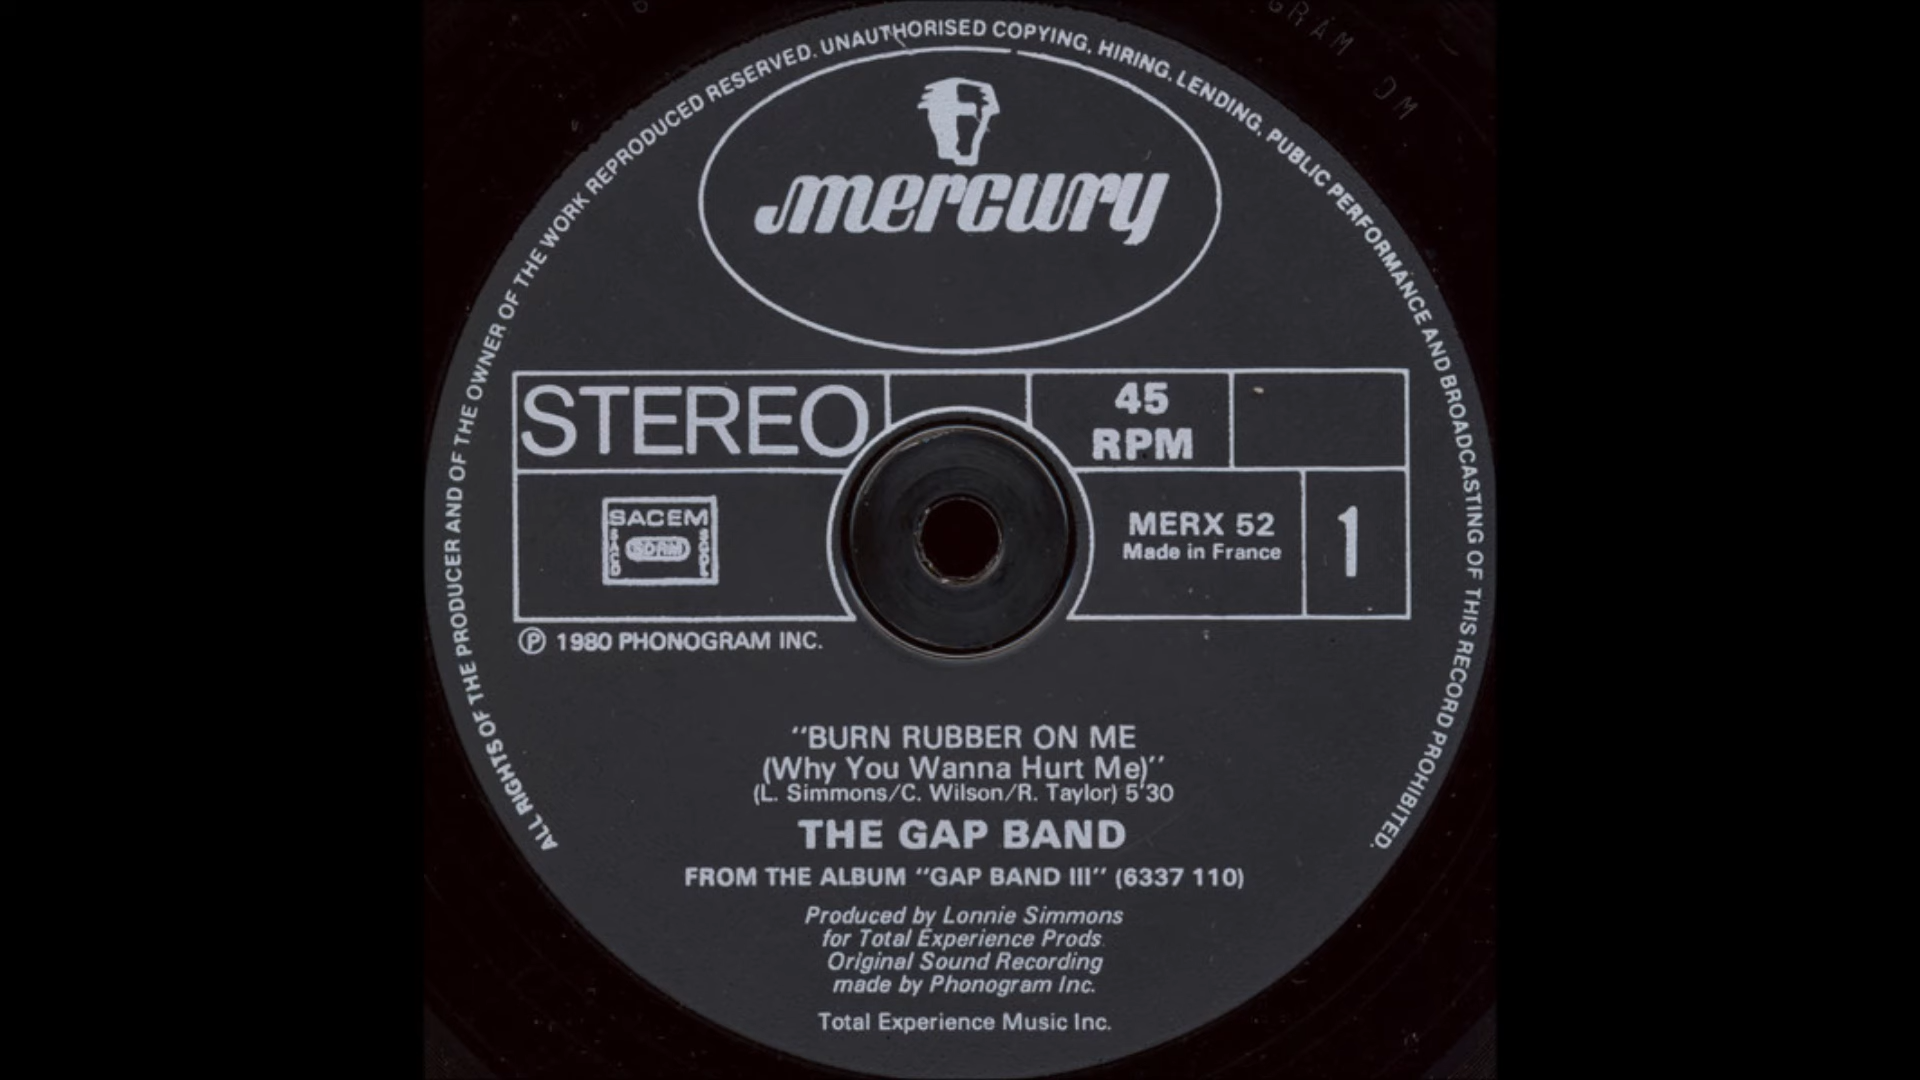 ALL RIGHTS OF THE PRODUCER AND OF THE OWNER OF THE WORK REPRODUCED RESERVED. UNAUTHORISED COPYING, HIRING, LENDING, PUBLIC PERFORMANCE AND BROADCASTING OF THIS RECORD PROHIBITED.
mercury
STEREO
45
RPM
SACEM
SACD
SDRM
MERX 52
Made in France
1
Ⓟ 1980 PHONOGRAM INC.
"BURN RUBBER ON ME
(Why You Wanna Hurt Me)"
(L. Simmons/C. Wilson/R. Taylor) 5'30
THE GAP BAND
FROM THE ALBUM "GAP BAND III" (6337 110)
Produced by Lonnie Simmons
for Total Experience Prods
Original Sound Recording
made by Phonogram Inc.
Total Experience Music Inc.